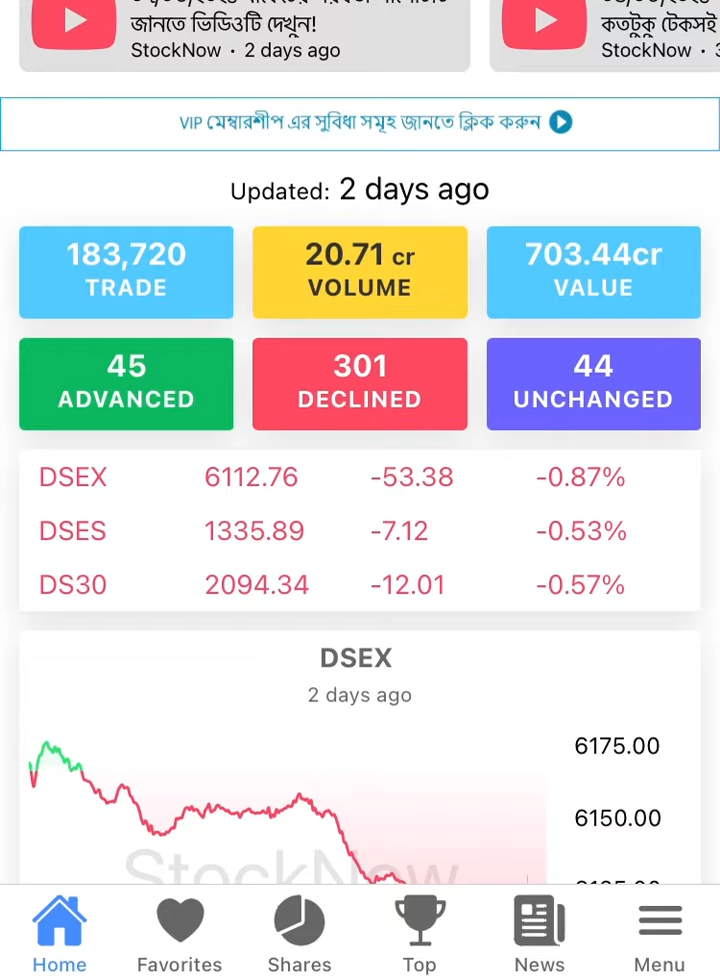 জানতে ভিডিওটি দেখুন!
StockNow · 2 days ago
কতটুকু টেকসই
StockNow ·
VIP মেম্বারশীপ এর সুবিধা সমূহ জানতে ক্লিক করুন
Updated: 2 days ago
183,720
TRADE
20.71 cr
VOLUME
703.44cr
VALUE
45
ADVANCED
301
DECLINED
44
UNCHANGED
DSEX 6112.76 -53.38 -0.87%
DSES 1335.89 -7.12 -0.53%
DS30 2094.34 -12.01 -0.57%
DSEX
2 days ago
6175.00
6150.00
StockNow
Home Favorites Shares Top News Menu